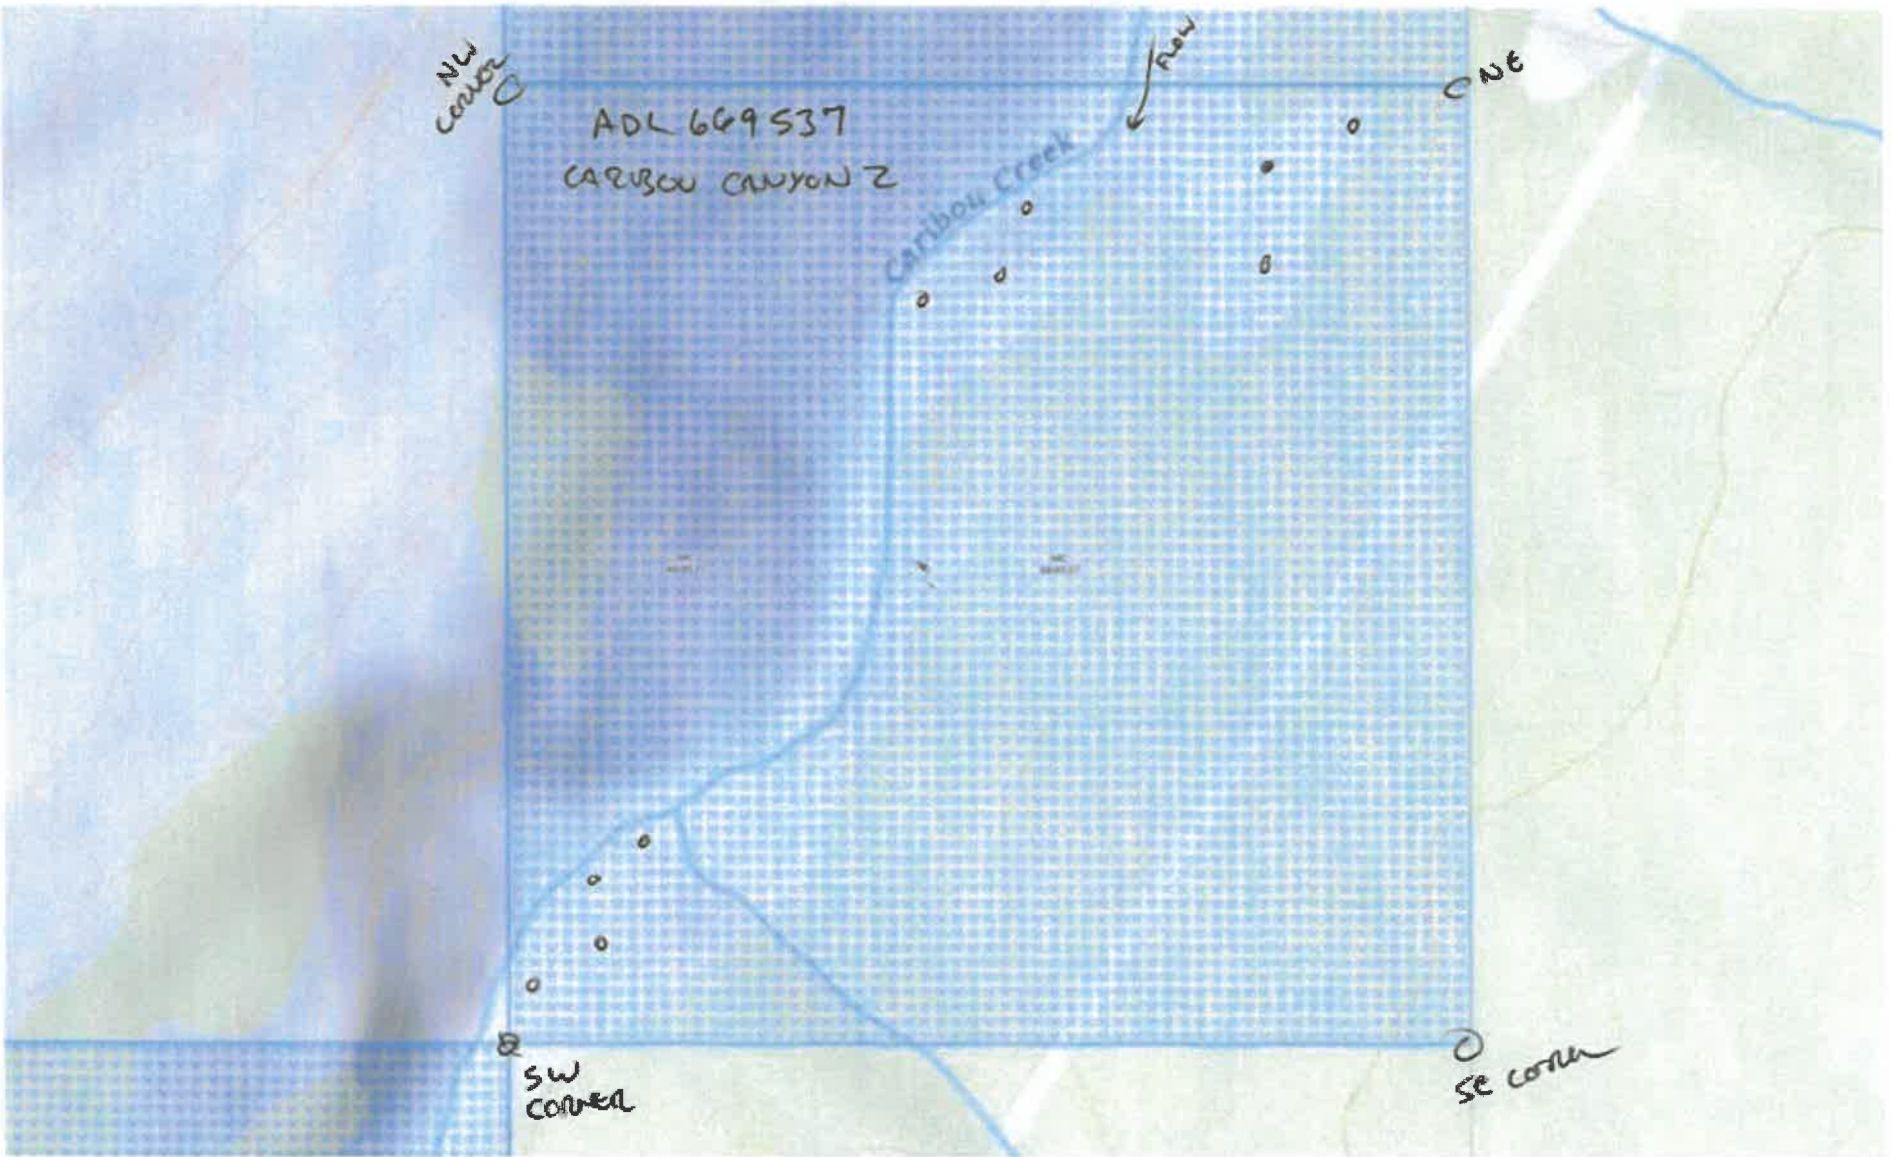 NW
CORNER
FLOW
NE
ADL 669537
CARIBOU CANYON 2
Caribou Creek
SW
CORNER
SE CORNER